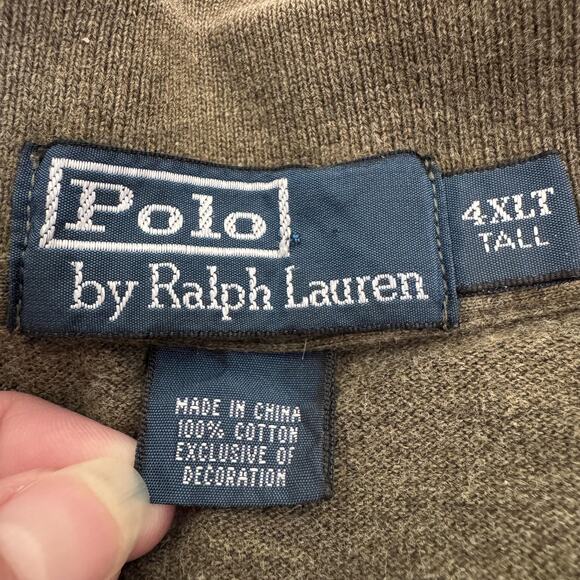 Polo
by Ralph Lauren
4XLT
TALL
MADE IN CHINA
100% COTTON
EXCLUSIVE OF
DECORATION